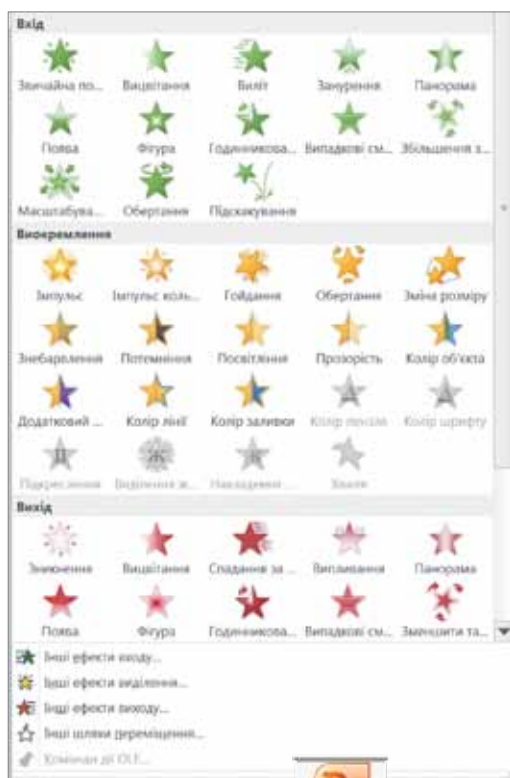 Вхід
Звичайна по... Вицвітання Виліт Занурення Панорама
Поява Фігура Годинникова... Випадкові см... Збільшення з...
Масштабува... Обертання Підскакування
Виокремлення
Імпульс Імпульс коль... Гойдання Обертання Зміна розміру
Знебарвлення Потемніння Посвітління Прозорість Колір об'єкта
Додатковий ... Колір лінії Колір заливки Колір пензля Колір шрифту
Підкреслення Виділення ж... Накладення ... Хвиля
Вихід
Зникнення Вицвітання Спадання за ... Випливання Панорама
Поява Фігура Годинникова... Випадкові см... Зменшити та...
Інші ефекти входу...
Інші ефекти виділення...
Інші ефекти виходу...
Інші шляхи переміщення...
Команди дії OLE...